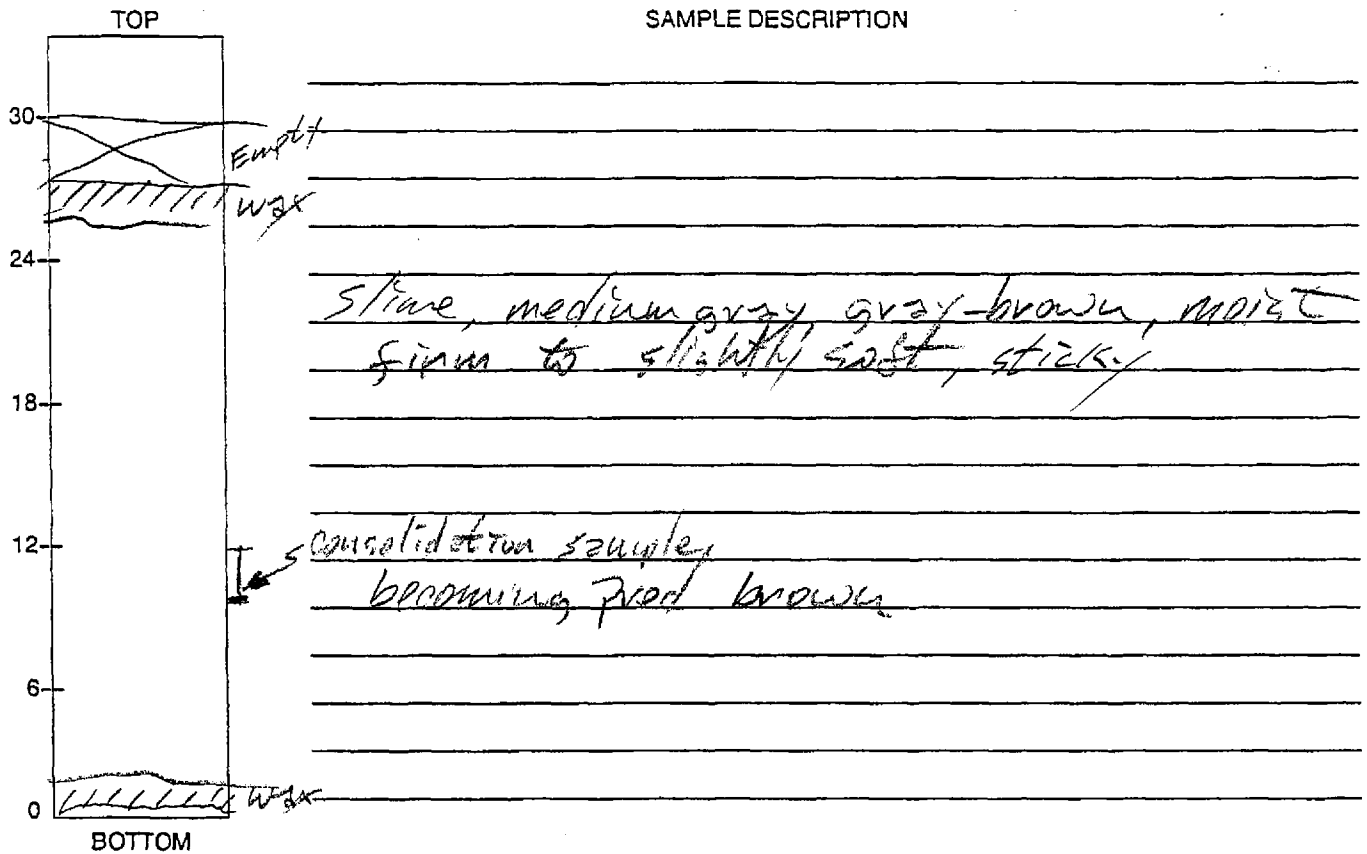 TOP
SAMPLE DESCRIPTION
30
Empty
wax
24
Slime, medium gray, gray-brown, moist
firm to slightly soft, sticky
18
12
consolidation sample,
becoming pred brown
6
wax
0
BOTTOM